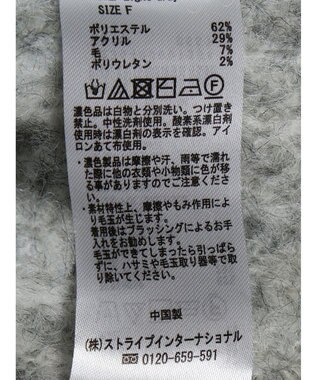 SIZE F
ポリエステル 62%
アクリル 29%
毛 7%
ポリウレタン 2%
濃色品は白物と分別洗い。つけ置き
禁止。中性洗剤使用。酸素系漂白剤
使用時は漂白剤の表示を確認。アイ
ロンあて布使用。
・濃色製品は摩擦や汗、雨等で濡れ
た際に他の衣類や小物類に色が移
る事がありますのでご注意くださ
い。
・素材特性上、摩擦やもみ作用によ
り毛玉が生じます。
着用後はブラッシングによるお手
入れをお勧めします。
毛玉ができてしまったら引っぱら
ずに、ハサミや毛玉取り器等で取
り除いてください。
中国製
(株)ストライプインターナショナル
0120-659-591